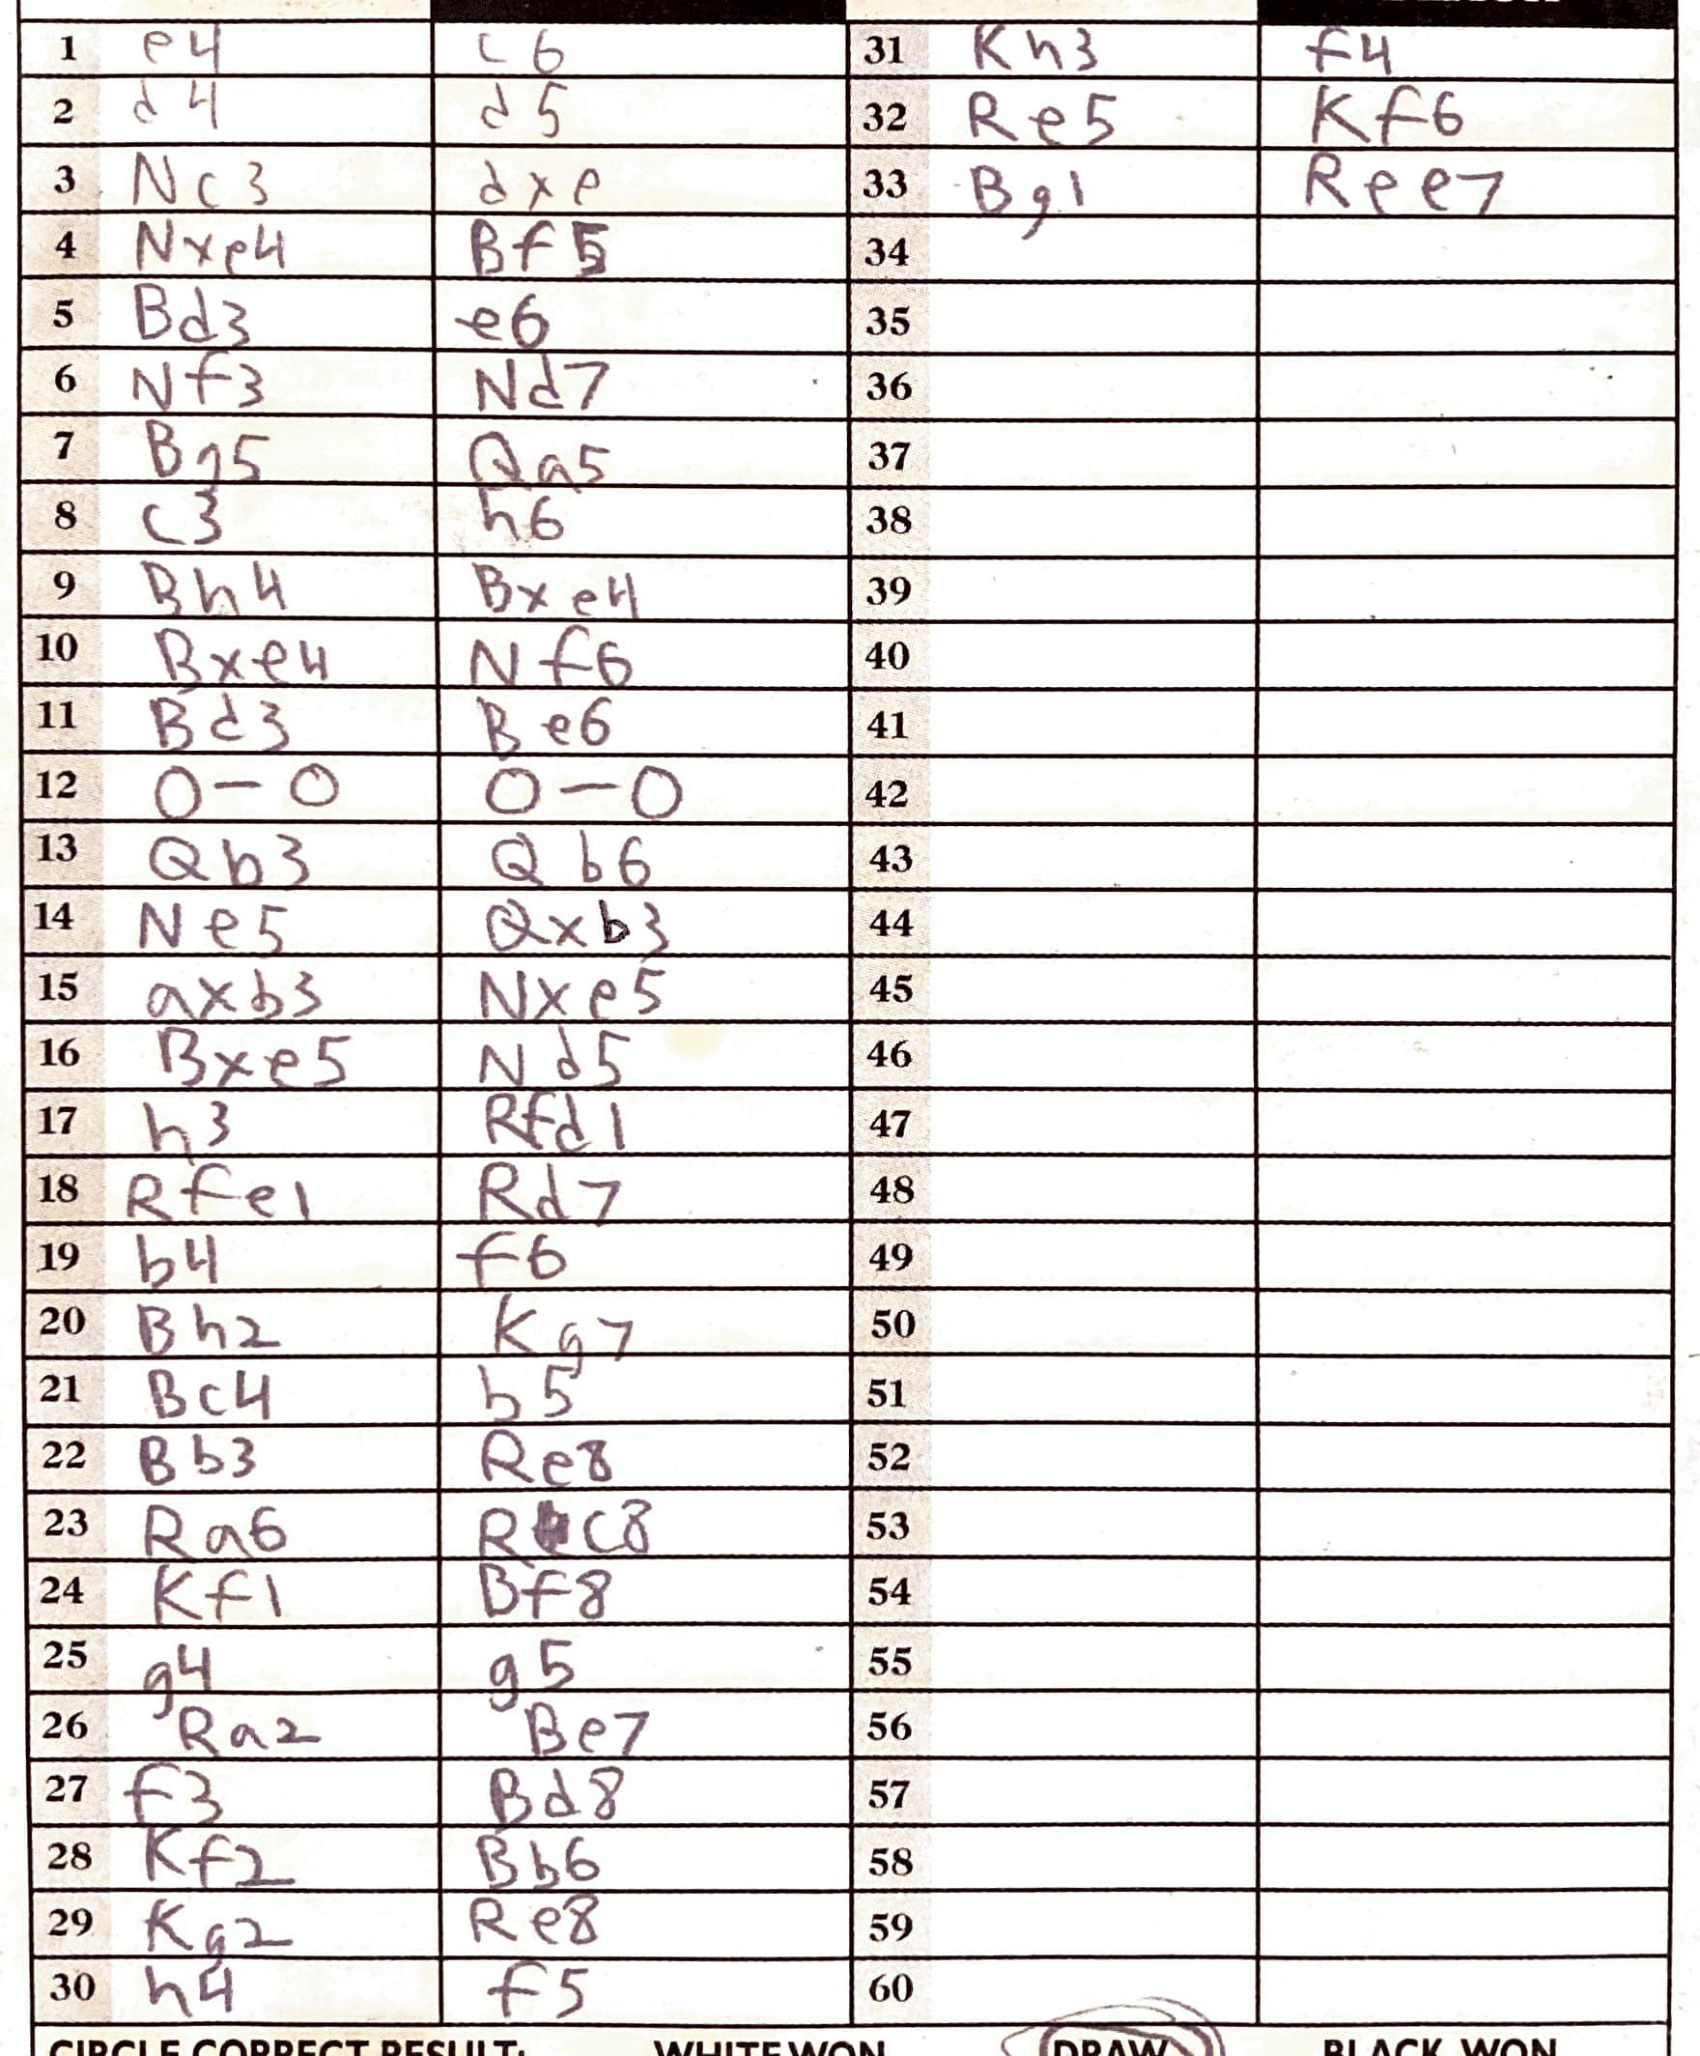 1 e4 c6 31 Kh3 f4
2 d4 d5 32 Re5 Kf6
3 Nc3 dxe 33 Bg1 Ree7
4 Nxe4 Bf5 34
5 Bd3 e6 35
6 Nf3 Nd7 36
7 Bg5 Qa5 37
8 c3 h6 38
9 Bh4 Bxe4 39
10 Bxe4 Nf6 40
11 Bd3 Be6 41
12 0-0 0-0 42
13 Qb3 Qb6 43
14 Ne5 Qxb3 44
15 axb3 Nxe5 45
16 Bxe5 Nd5 46
17 h3 Rfd1 47
18 Rfe1 Rd7 48
19 b4 f6 49
20 Bh2 Kg7 50
21 Bc4 b5 51
22 Bb3 Re8 52
23 Ra6 Rc8 53
24 Kf1 Bf8 54
25 g4 g5 55
26 Ra2 Be7 56
27 f3 Bd8 57
28 Kf2 Bb6 58
29 Kg2 Re8 59
30 h4 f5 60
CIRCLE CORRECT RESULT: WHITE WON DRAW BLACK WON